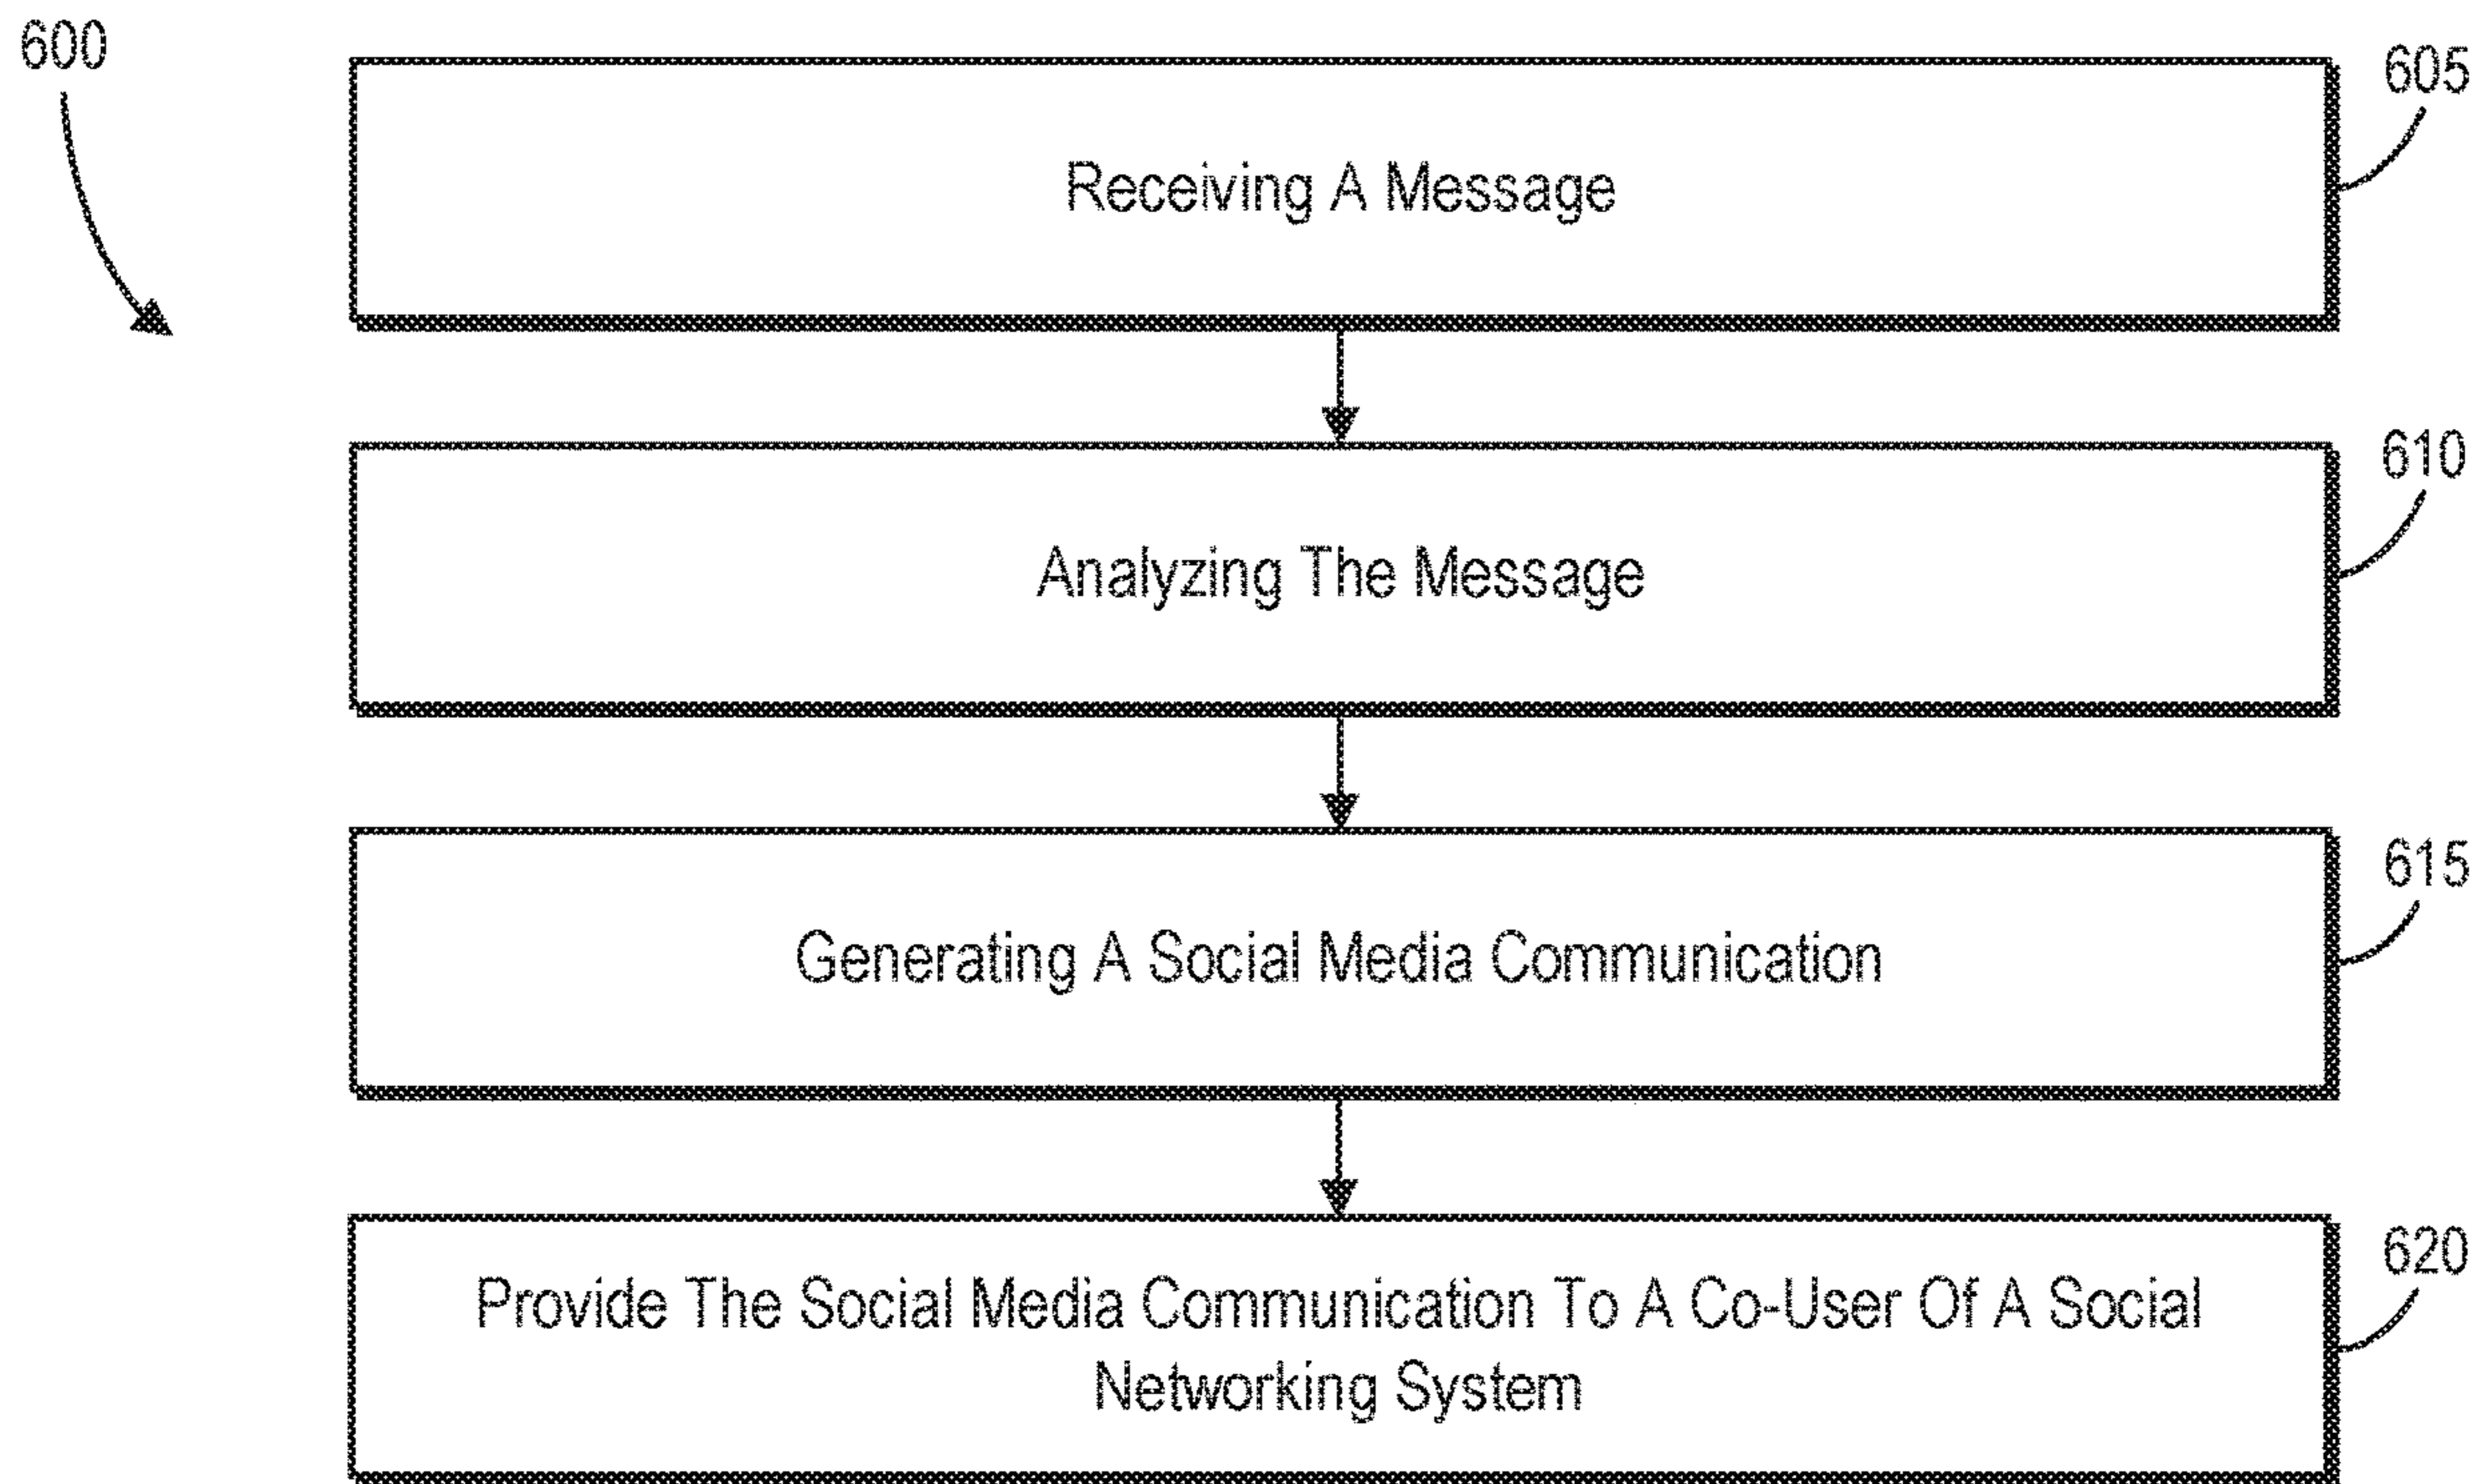 600
605
Receiving A Message
610
Analyzing The Message
615
Generating A Social Media Communication
620
Provide The Social Media Communication To A Co-User Of A Social
Networking System